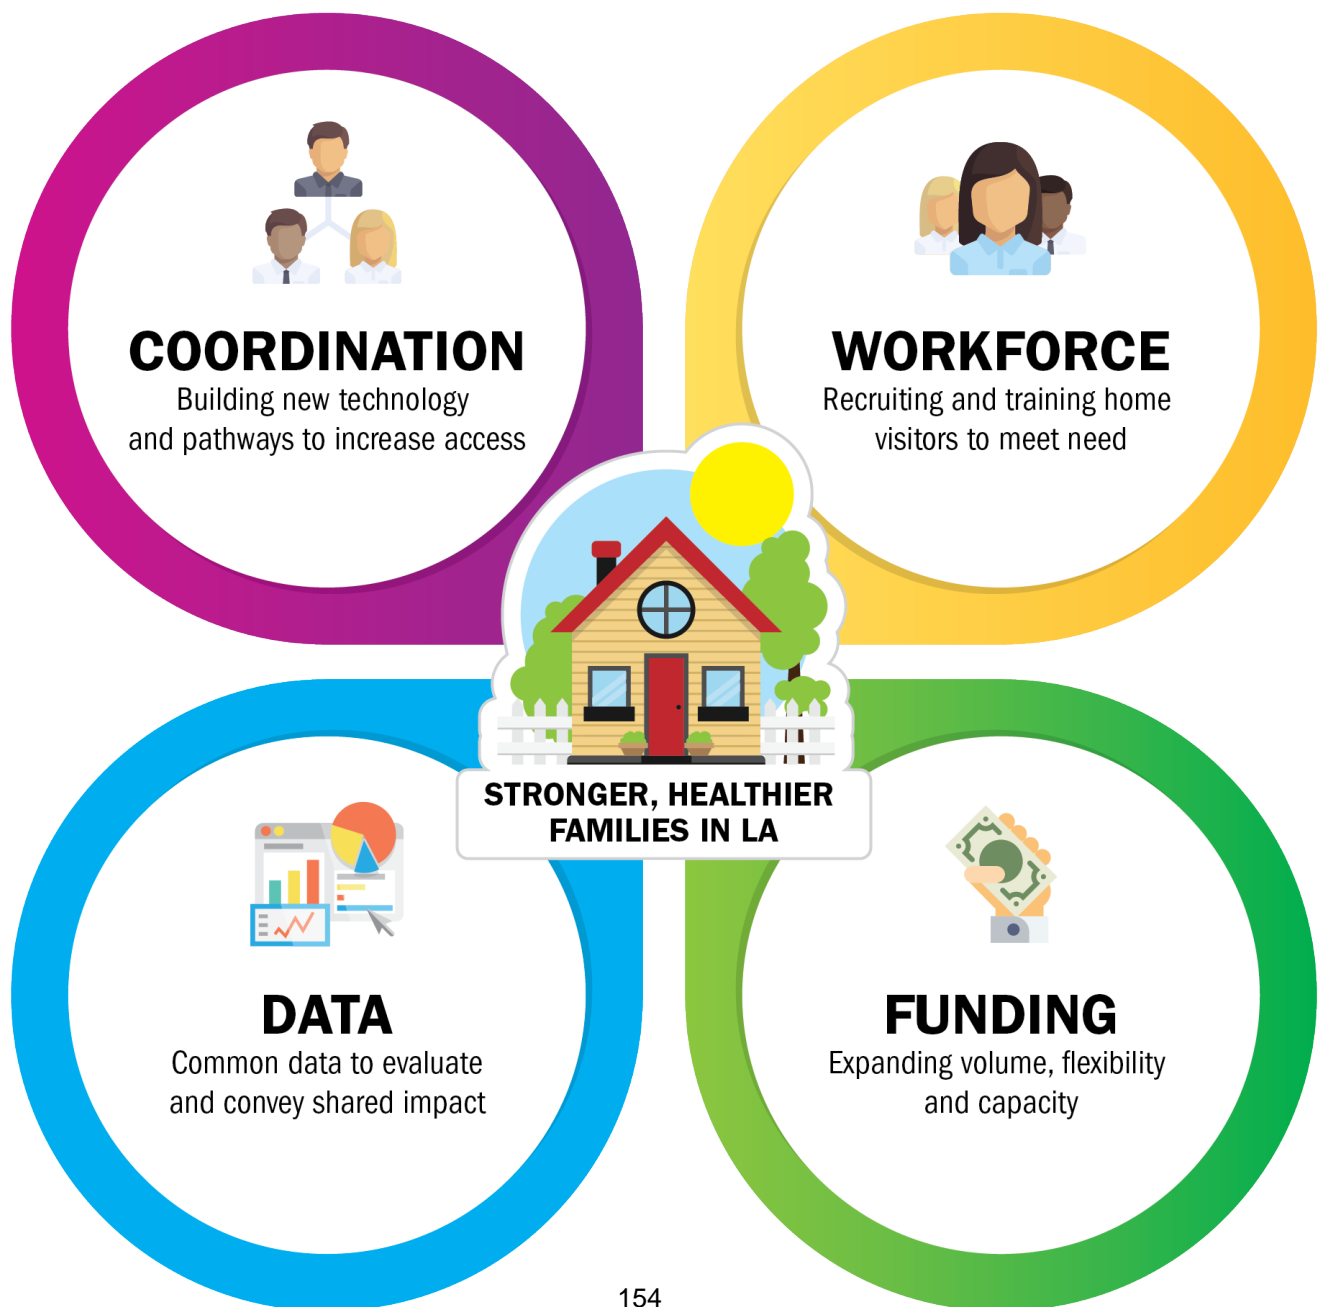 COORDINATION
Building new technology
and pathways to increase access
WORKFORCE
Recruiting and training home
visitors to meet need
STRONGER, HEALTHIER
FAMILIES IN LA
DATA
Common data to evaluate
and convey shared impact
FUNDING
Expanding volume, flexibility
and capacity
154